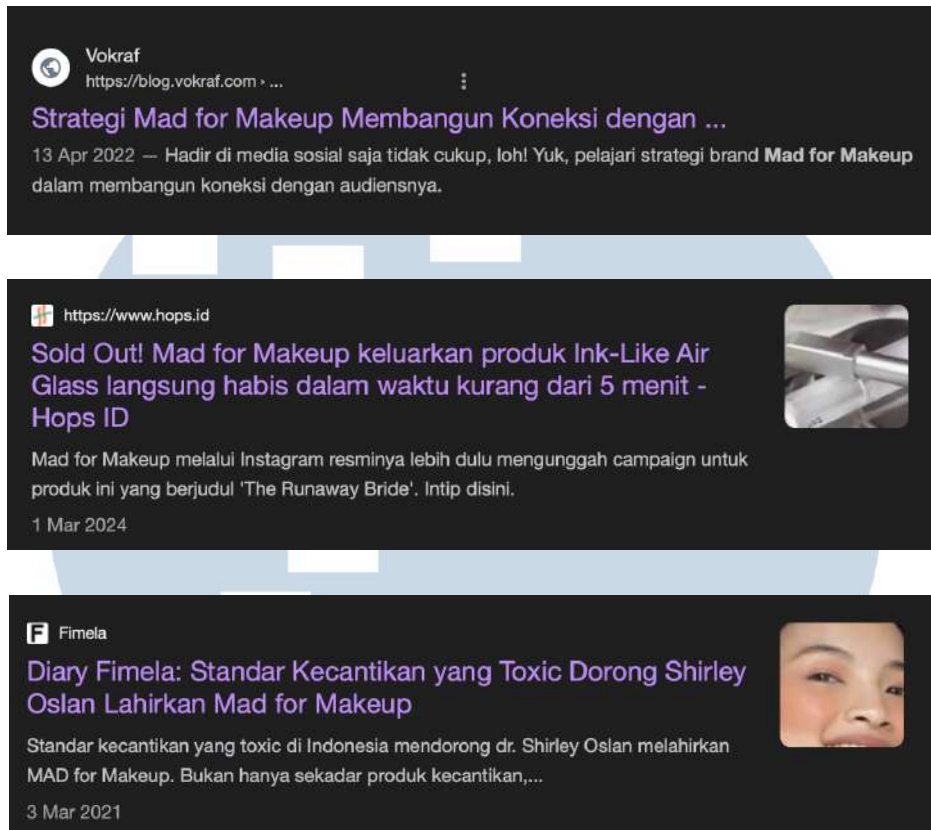 Vokraf
https://blog.vokraf.com › ...
Strategi Mad for Makeup Membangun Koneksi dengan ...
13 Apr 2022 — Hadir di media sosial saja tidak cukup, loh! Yuk, pelajari strategi brand Mad for Makeup
dalam membangun koneksi dengan audiensnya.
https://www.hops.id
Sold Out! Mad for Makeup keluarkan produk Ink-Like Air
Glass langsung habis dalam waktu kurang dari 5 menit -
Hops ID
Mad for Makeup melalui Instagram resminya lebih dulu mengunggah campaign untuk
produk ini yang berjudul 'The Runaway Bride'. Intip disini.
1 Mar 2024
F Fimela
Diary Fimela: Standar Kecantikan yang Toxic Dorong Shirley
Oslan Lahirkan Mad for Makeup
Standar kecantikan yang toxic di Indonesia mendorong dr. Shirley Oslan melahirkan
MAD for Makeup. Bukan hanya sekadar produk kecantikan,...
3 Mar 2021